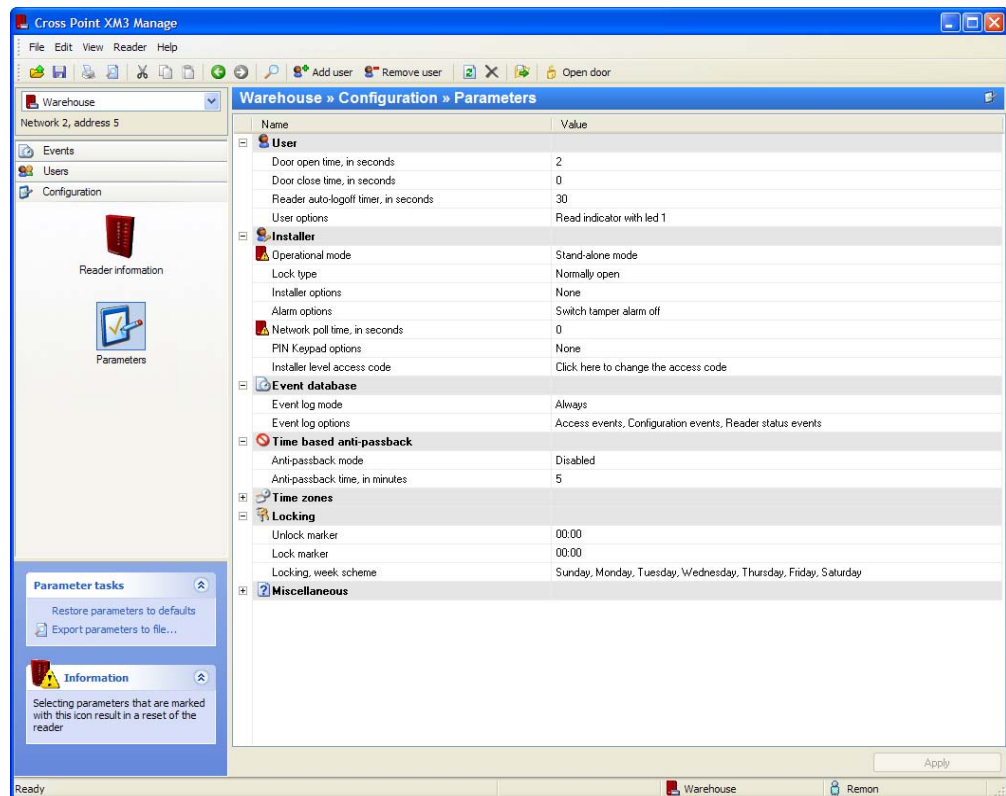 Cross Point XM3 Manage
File Edit View Reader Help
Add user Remove user Open door
Warehouse
Network 2, address 5
Events
Users
Configuration
Reader information
Parameters
Parameter tasks
Restore parameters to defaults
Export parameters to file...
Information
Selecting parameters that are marked
with this icon result in a reset of the
reader
Warehouse » Configuration » Parameters
Name Value
User
Door open time, in seconds 2
Door close time, in seconds 0
Reader auto-logoff timer, in seconds 30
User options Read indicator with led 1
Installer
Operational mode Stand-alone mode
Lock type Normally open
Installer options None
Alarm options Switch tamper alarm off
Network poll time, in seconds 0
PIN Keypad options None
Installer level access code Click here to change the access code
Event database
Event log mode Always
Event log options Access events, Configuration events, Reader status events
Time based anti-passback
Anti-passback mode Disabled
Anti-passback time, in minutes 5
Time zones
Locking
Unlock marker 00:00
Lock marker 00:00
Locking, week scheme Sunday, Monday, Tuesday, Wednesday, Thursday, Friday, Saturday
Miscellaneous
Apply
Ready Warehouse Remon